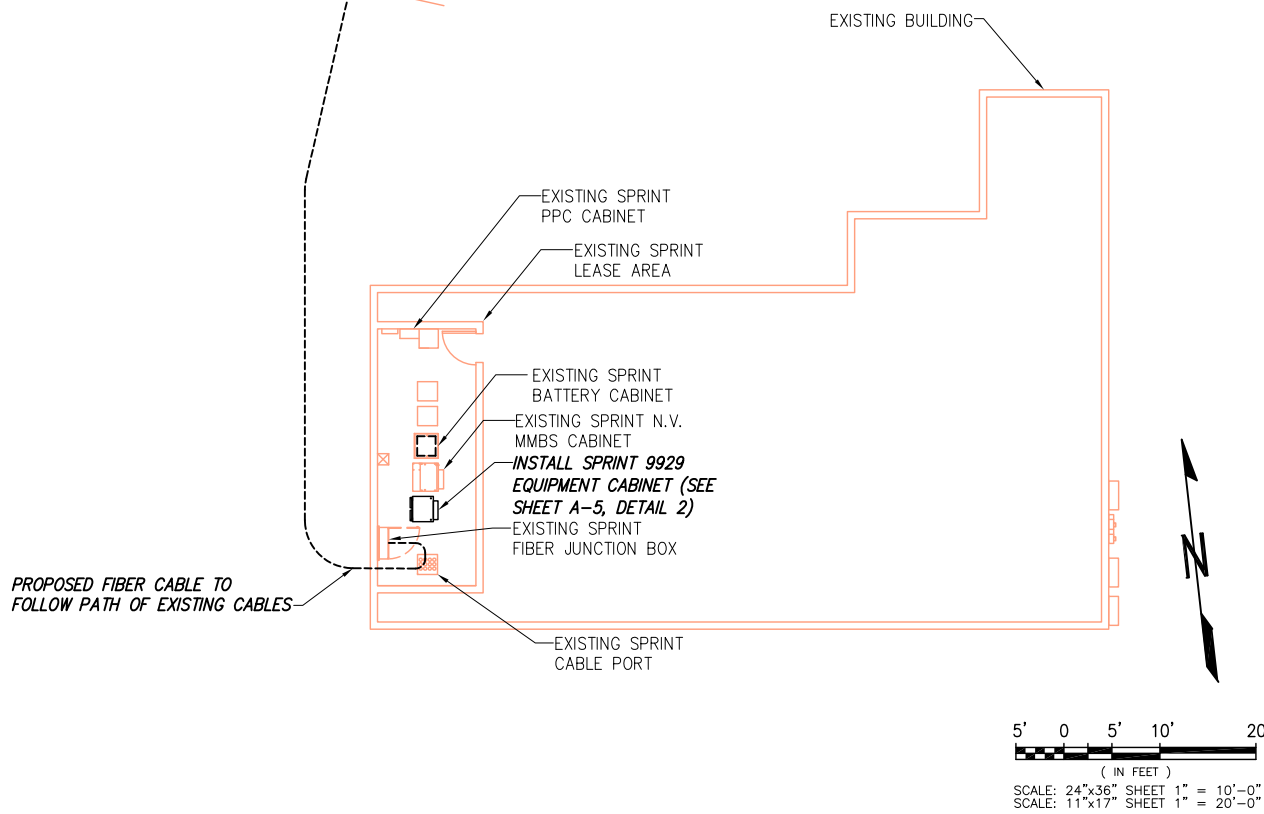 EXISTING BUILDING
EXISTING SPRINT
PPC CABINET
EXISTING SPRINT
LEASE AREA
EXISTING SPRINT
BATTERY CABINET
EXISTING SPRINT N.V.
MMBS CABINET
INSTALL SPRINT 9929
EQUIPMENT CABINET (SEE
SHEET A-5, DETAIL 2)
EXISTING SPRINT
FIBER JUNCTION BOX
PROPOSED FIBER CABLE TO
FOLLOW PATH OF EXISTING CABLES
EXISTING SPRINT
CABLE PORT
N
5' 0 5' 10' 20
( IN FEET )
SCALE: 24"x36" SHEET 1" = 10'-0"
SCALE: 11"x17" SHEET 1" = 20'-0"